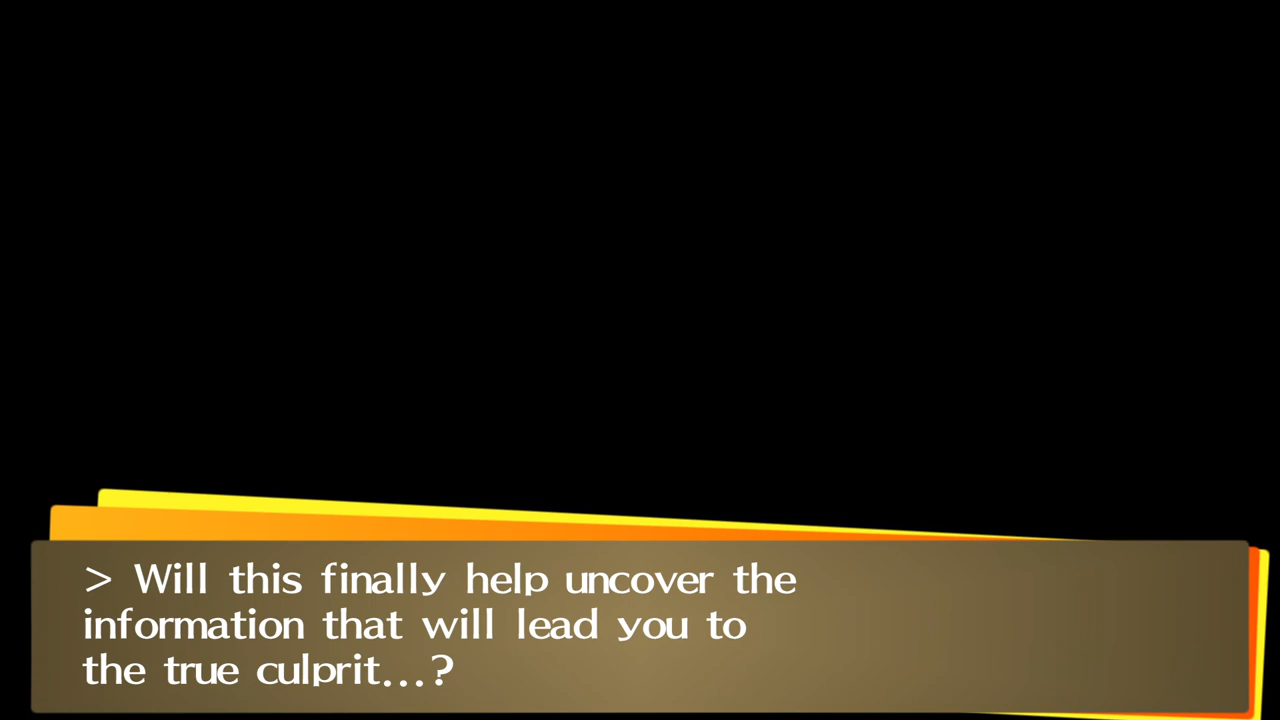 > Will this finally help uncover the
information that will lead you to
the true culprit...?